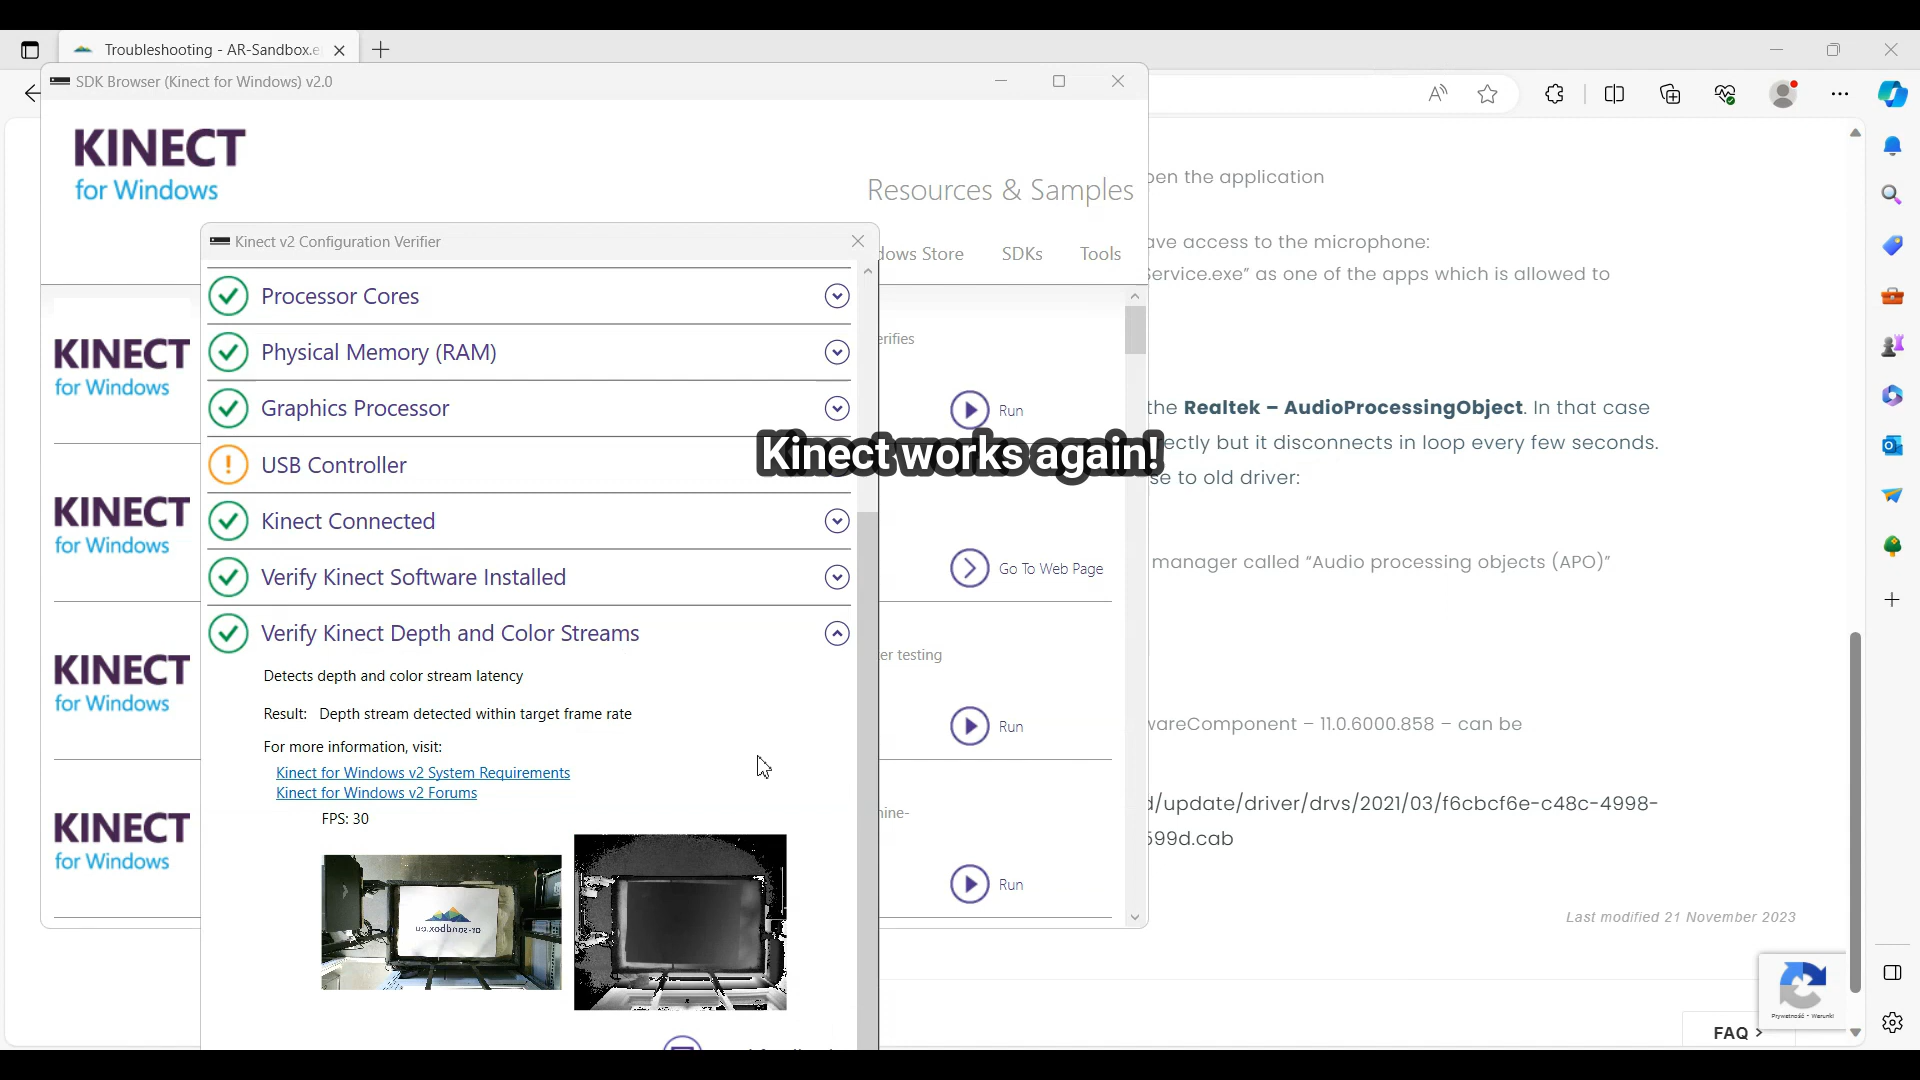 Troubleshooting - AR-Sandbox.e
SDK Browser (Kinect for Windows) v2.0
KINECT
for Windows
Resources & Samples
dows Store
SDKs
Tools
Kinect v2 Configuration Verifier
Processor Cores
Physical Memory (RAM)
Graphics Processor
USB Controller
Kinect Connected
Verify Kinect Software Installed
Verify Kinect Depth and Color Streams
Detects depth and color stream latency
Result: Depth stream detected within target frame rate
For more information, visit:
Kinect for Windows v2 System Requirements
Kinect for Windows v2 Forums
FPS: 30
ar-sandbox.eu
KINECT
for Windows
KINECT
for Windows
KINECT
for Windows
KINECT
for Windows
erifies
Run
Go To Web Page
er testing
Run
nine-
Run
Kinect works again!
pen the application
ave access to the microphone:
Service.exe” as one of the apps which is allowed to
the Realtek – AudioProcessingObject. In that case
ectly but it disconnects in loop every few seconds.
se to old driver:
manager called “Audio processing objects (APO)”
wareComponent – 11.0.6000.858 – can be
d/update/driver/drvs/2021/03/f6cbcf6e-c48c-4998-
599d.cab
Last modified 21 November 2023
Prywatność - Warunki
FAQ >